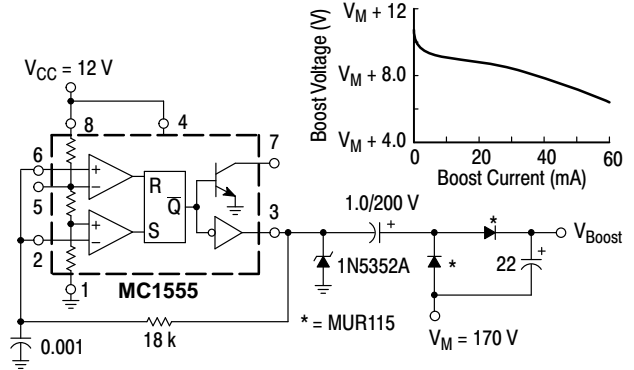 V_CC = 12 V
8
4
7
6
5
2
3
1
+
−
+
−
R
Q̅
S
MC1555
0.001
18 k
1N5352A
1.0/200 V
+
*
*
22
+
V_Boost
V_M = 170 V
* = MUR115
Boost Voltage (V)
V_M + 12
V_M + 8.0
V_M + 4.0
0
20
40
60
Boost Current (mA)